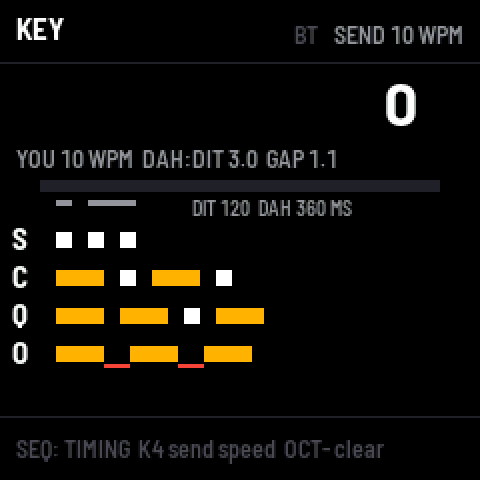 KEY BT SEND 10 WPM
O
YOU 10 WPM DAH:DIT 3.0 GAP 1.1
DIT 120 DAH 360 MS
S
C
Q
O
SEQ: TIMING K4 send speed OCT- clear